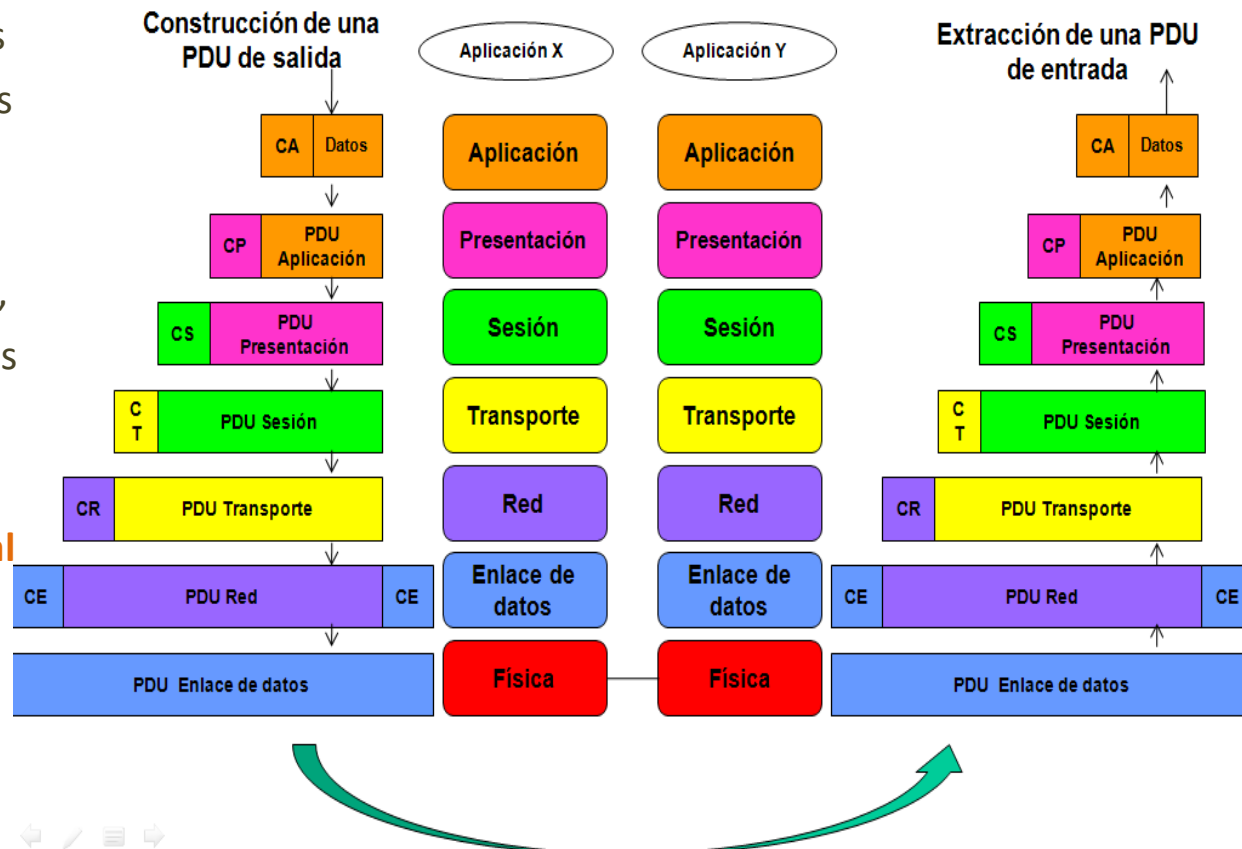 Construcción de una
PDU de salida
Aplicación X
Aplicación Y
Extracción de una PDU
de entrada
s
s
,
s
al
CA
Datos
Aplicación
Aplicación
CA
Datos
CP
PDU
Aplicación
Presentación
Presentación
CP
PDU
Aplicación
CS
PDU
Presentación
Sesión
Sesión
CS
PDU
Presentación
C
T
PDU Sesión
Transporte
Transporte
C
T
PDU Sesión
CR
PDU Transporte
Red
Red
CR
PDU Transporte
CE
PDU Red
CE
Enlace de
datos
Enlace de
datos
CE
PDU Red
CE
PDU Enlace de datos
Física
Física
PDU Enlace de datos